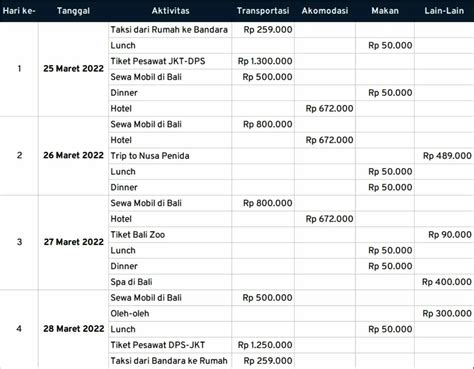 Hari ke- Tanggal Aktivitas Transportasi Akomodasi Makan Lain-Lain
Taksi dari Rumah ke Bandara Rp 259.000
Lunch Rp 50.000
Tiket Pesawat JKT-DPS Rp 1.300.000
1 25 Maret 2022 Sewa Mobil di Bali Rp 500.000
Dinner Rp 50.000
Hotel Rp 672.000
Sewa Mobil di Bali Rp 800.000
Hotel Rp 672.000
2 26 Maret 2022 Trip to Nusa Penida Rp 489.000
Lunch Rp 50.000
Dinner Rp 50.000
Sewa Mobil di Bali Rp 800.000
Hotel Rp 672.000
Tiket Bali Zoo Rp 90.000
3 27 Maret 2022 Lunch Rp 50.000
Dinner Rp 50.000
Spa di Bali Rp 400.000
Sewa Mobil di Bali Rp 500.000
Oleh-oleh Rp 300.000
4 28 Maret 2022 Lunch Rp 50.000
Tiket Pesawat DPS-JKT Rp 1.250.000
Taksi dari Bandara ke Rumah Rp 259.000